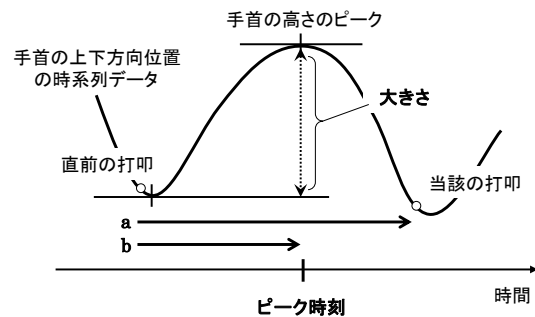 手首の高さのピーク
手首の上下方向位置
の時系列データ
大きさ
直前の打叩
当該の打叩
a
b
時間
ピーク時刻